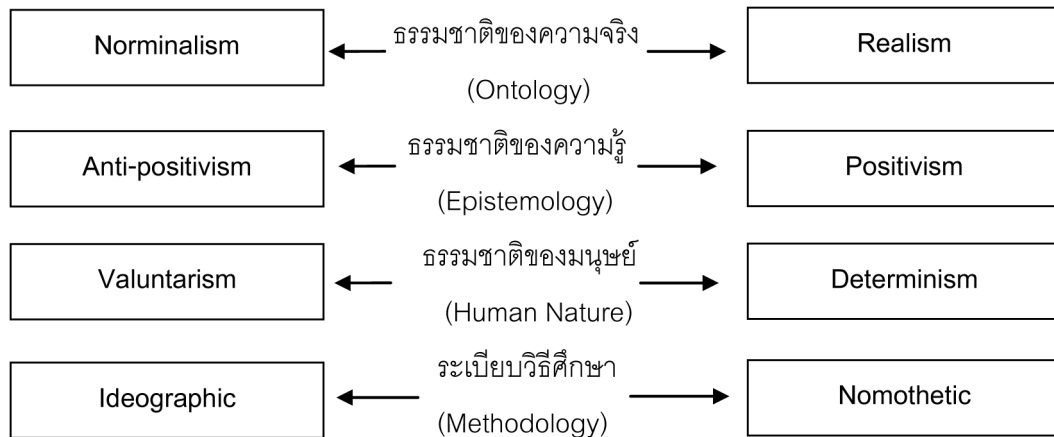 Norminalism
ธรรมชาติของความจริง
Realism
(Ontology)
Anti-positivism
ธรรมชาติของความรู้
Positivism
(Epistemology)
Valuntarism
ธรรมชาติของมนุษย์
Determinism
(Human Nature)
Ideographic
ระเบียบวิธีศึกษา
Nomothetic
(Methodology)